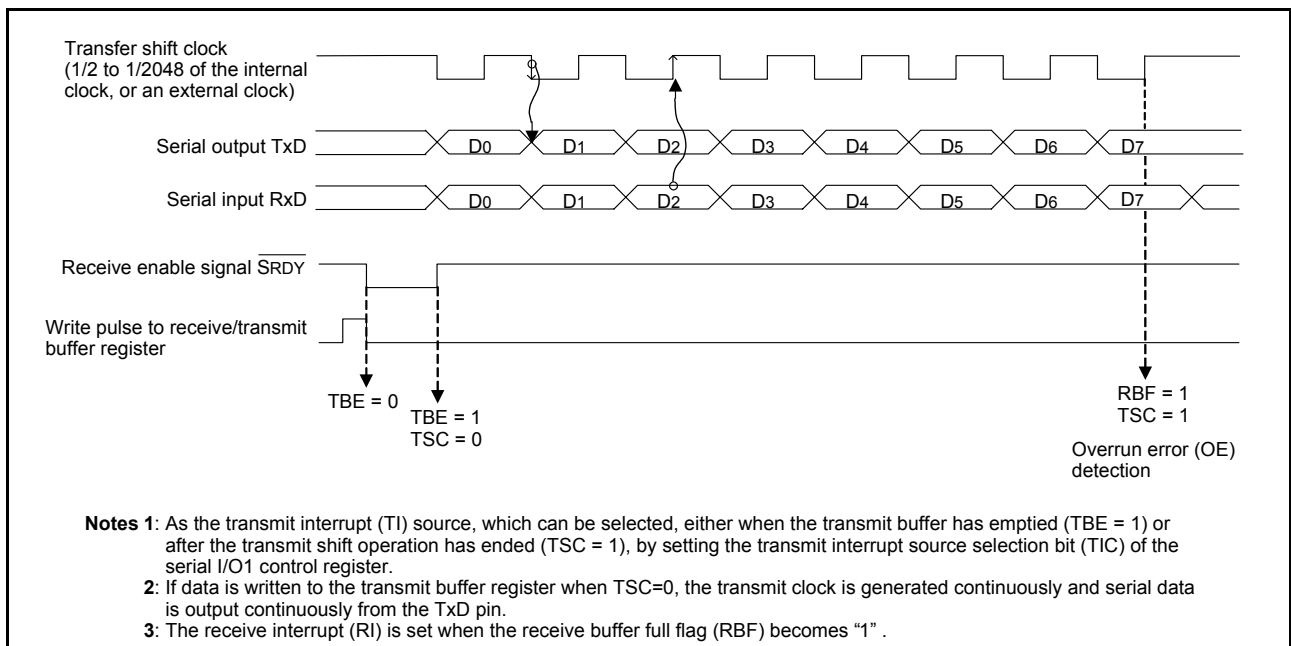 Transfer shift clock
(1/2 to 1/2048 of the internal
clock, or an external clock)
Serial output TxD
D0 D1 D2 D3 D4 D5 D6 D7
Serial input RxD
D0 D1 D2 D3 D4 D5 D6 D7
Receive enable signal SRDY
Write pulse to receive/transmit
buffer register
TBE = 0
TBE = 1
TSC = 0
RBF = 1
TSC = 1
Overrun error (OE)
detection
Notes 1: As the transmit interrupt (TI) source, which can be selected, either when the transmit buffer has emptied (TBE = 1) or
after the transmit shift operation has ended (TSC = 1), by setting the transmit interrupt source selection bit (TIC) of the
serial I/O1 control register.
2: If data is written to the transmit buffer register when TSC=0, the transmit clock is generated continuously and serial data
is output continuously from the TxD pin.
3: The receive interrupt (RI) is set when the receive buffer full flag (RBF) becomes “1” .